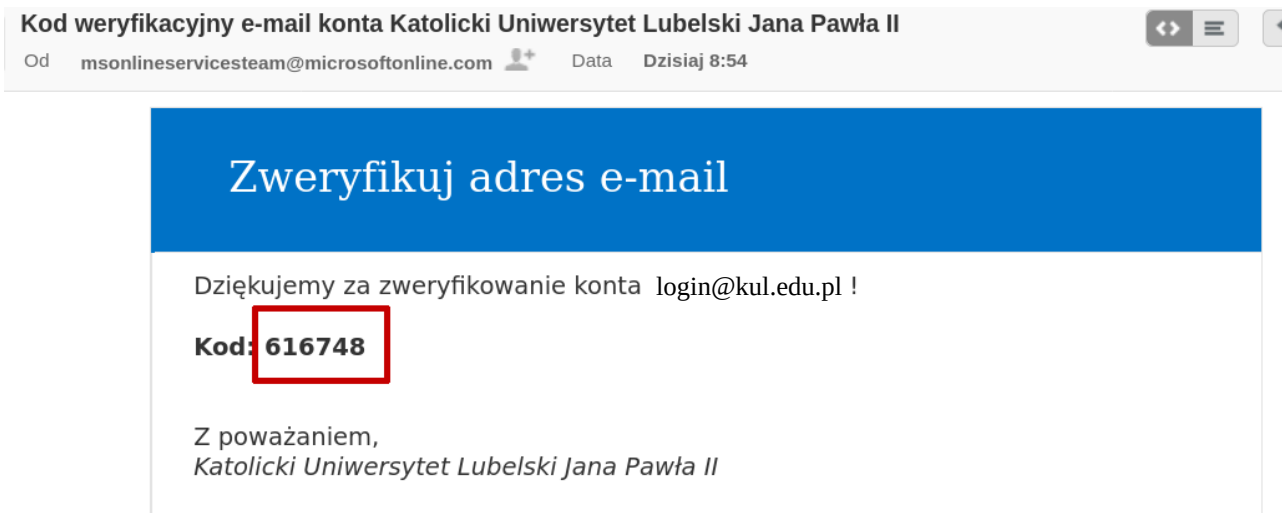 Kod weryfikacyjny e-mail konta Katolicki Uniwersytet Lubelski Jana Pawła II
Od msonlineservicesteam@microsoftonline.com Data Dzisiaj 8:54
Zweryfikuj adres e-mail
Dziękujemy za zweryfikowanie konta login@kul.edu.pl !
Kod: 616748
Z poważaniem,
Katolicki Uniwersytet Lubelski Jana Pawła II